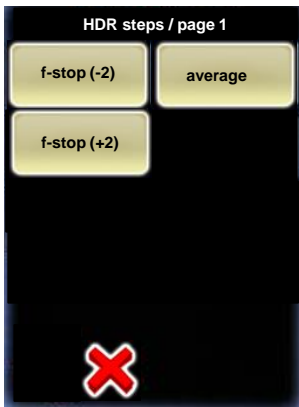 HDR steps / page 1
f-stop (-2)
average
f-stop (+2)